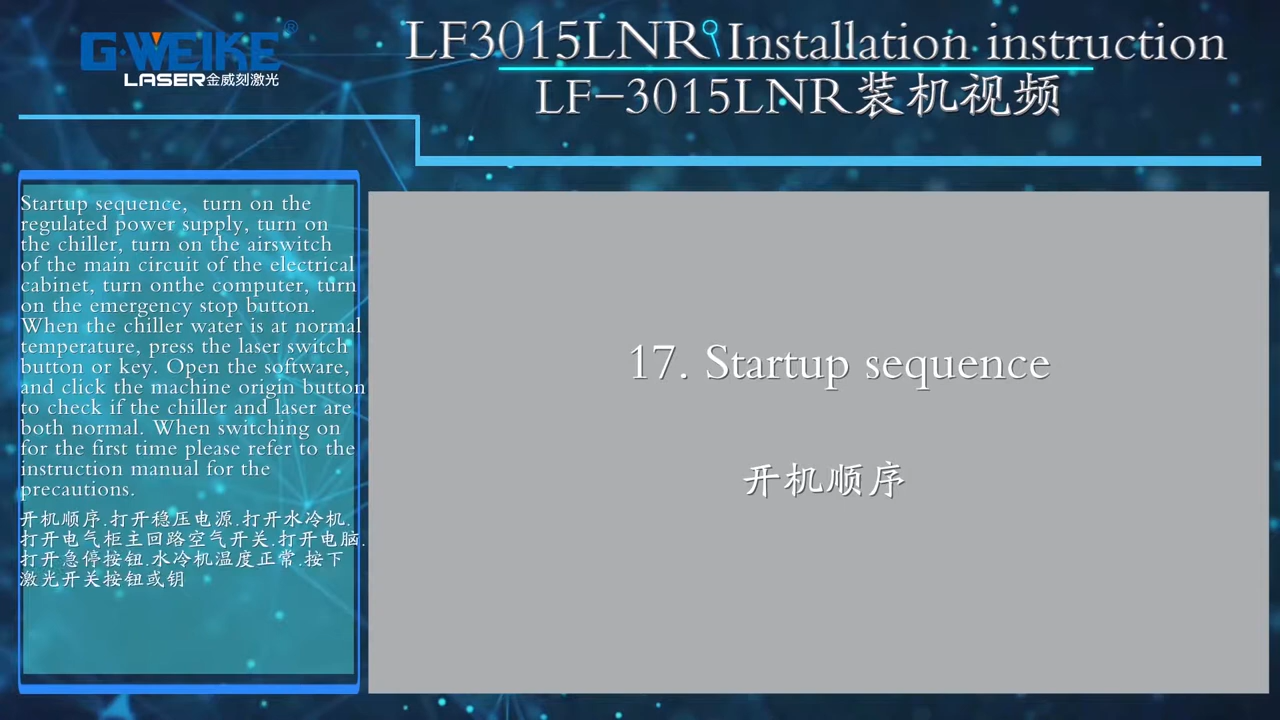 G·WEIKE®
LASER金威刻激光
LF3015LNR Installation instruction
LF-3015LNR装机视频
Startup sequence, turn on the
regulated power supply, turn on
the chiller, turn on the airswitch
of the main circuit of the electrical
cabinet, turn onthe computer, turn
on the emergency stop button.
When the chiller water is at normal
temperature, press the laser switch
button or key. Open the software,
and click the machine origin button
to check if the chiller and laser are
both normal. When switching on
for the first time please refer to the
instruction manual for the
precautions.
开机顺序.打开稳压电源.打开水冷机.
打开电气柜主回路空气开关.打开电脑.
打开急停按钮.水冷机温度正常.按下
激光开关按钮或钥
17. Startup sequence
开机顺序